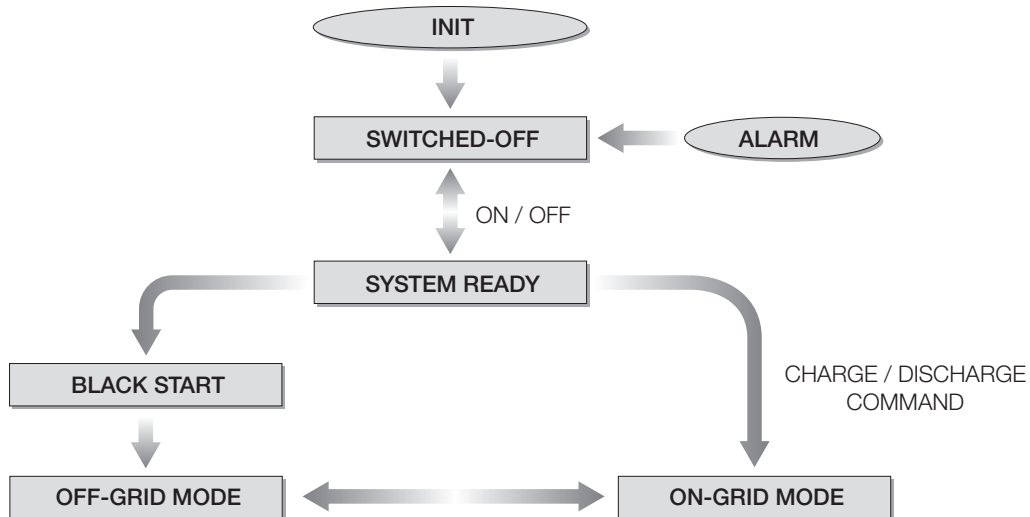 INIT
SWITCHED-OFF
ALARM
ON / OFF
SYSTEM READY
BLACK START
CHARGE / DISCHARGE
COMMAND
OFF-GRID MODE
ON-GRID MODE